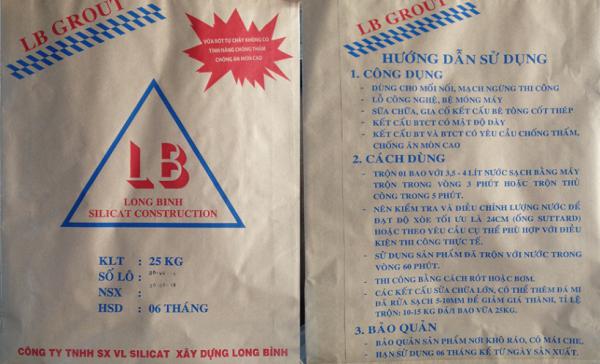 LB GROUT
VỮA RÓT TỰ CHẢY KHÔNG CO
TÍNH NĂNG CHỐNG THẤM
CHỐNG ĂN MÒN CAO
LB
LONG BINH
SILICAT CONSTRUCTION
KLT : 25 KG
SỐ LÔ :
NSX :
HSD : 06 THÁNG
CÔNG TY TNHH SX VL SILICAT XÂY DỰNG LONG BÌNH
LB GROUT
HƯỚNG DẪN SỬ DỤNG
1. CÔNG DỤNG
- DÙNG CHO MỐI NỐI, MẠCH NGỪNG THI CÔNG
- LỖ CÔNG NGHỆ, BỆ MÓNG MÁY
- SỬA CHỮA, GIA CỐ KẾT CẤU BÊ TÔNG CỐT THÉP
- KẾT CẤU BTCT CÓ MẬT ĐỘ DÀY
- KẾT CẤU BT VÀ BTCT CÓ YÊU CẦU CHỐNG THẤM,
CHỐNG ĂN MÒN CAO
2. CÁCH DÙNG
- TRỘN 01 BAO VỚI 3,5 - 4 LÍT NƯỚC SẠCH BẰNG MÁY
TRỘN TRONG VÒNG 3 PHÚT HOẶC TRỘN THỦ
CÔNG TRONG 5 PHÚT.
- NÊN KIỂM TRA VÀ ĐIỀU CHỈNH LƯỢNG NƯỚC ĐỂ
ĐẠT ĐỘ XÒE TỐI ƯU LÀ 24CM (ỐNG SUTTARD)
HOẶC THEO YÊU CẦU CỤ THỂ PHÙ HỢP VỚI ĐIỀU
KIỆN THI CÔNG THỰC TẾ.
- SỬ DỤNG SẢN PHẨM ĐÃ TRỘN VỚI NƯỚC TRONG
VÒNG 60 PHÚT.
- THI CÔNG BẰNG CÁCH RÓT HOẶC BƠM.
- CÁC KẾT CẤU SỬA CHỮA LỚN, CÓ THỂ THÊM ĐÁ MI
ĐÃ RỬA SẠCH 5-10MM ĐỂ GIẢM GIÁ THÀNH, TỈ LỆ
TRỘN: 10-15 KG ĐÁ/1 BAO VỮA 25KG.
3. BẢO QUẢN
- BẢO QUẢN SẢN PHẨM NƠI KHÔ RÁO, CÓ MÁI CHE.
- HẠN SỬ DỤNG 06 THÁNG KỂ TỪ NGÀY SẢN XUẤT.